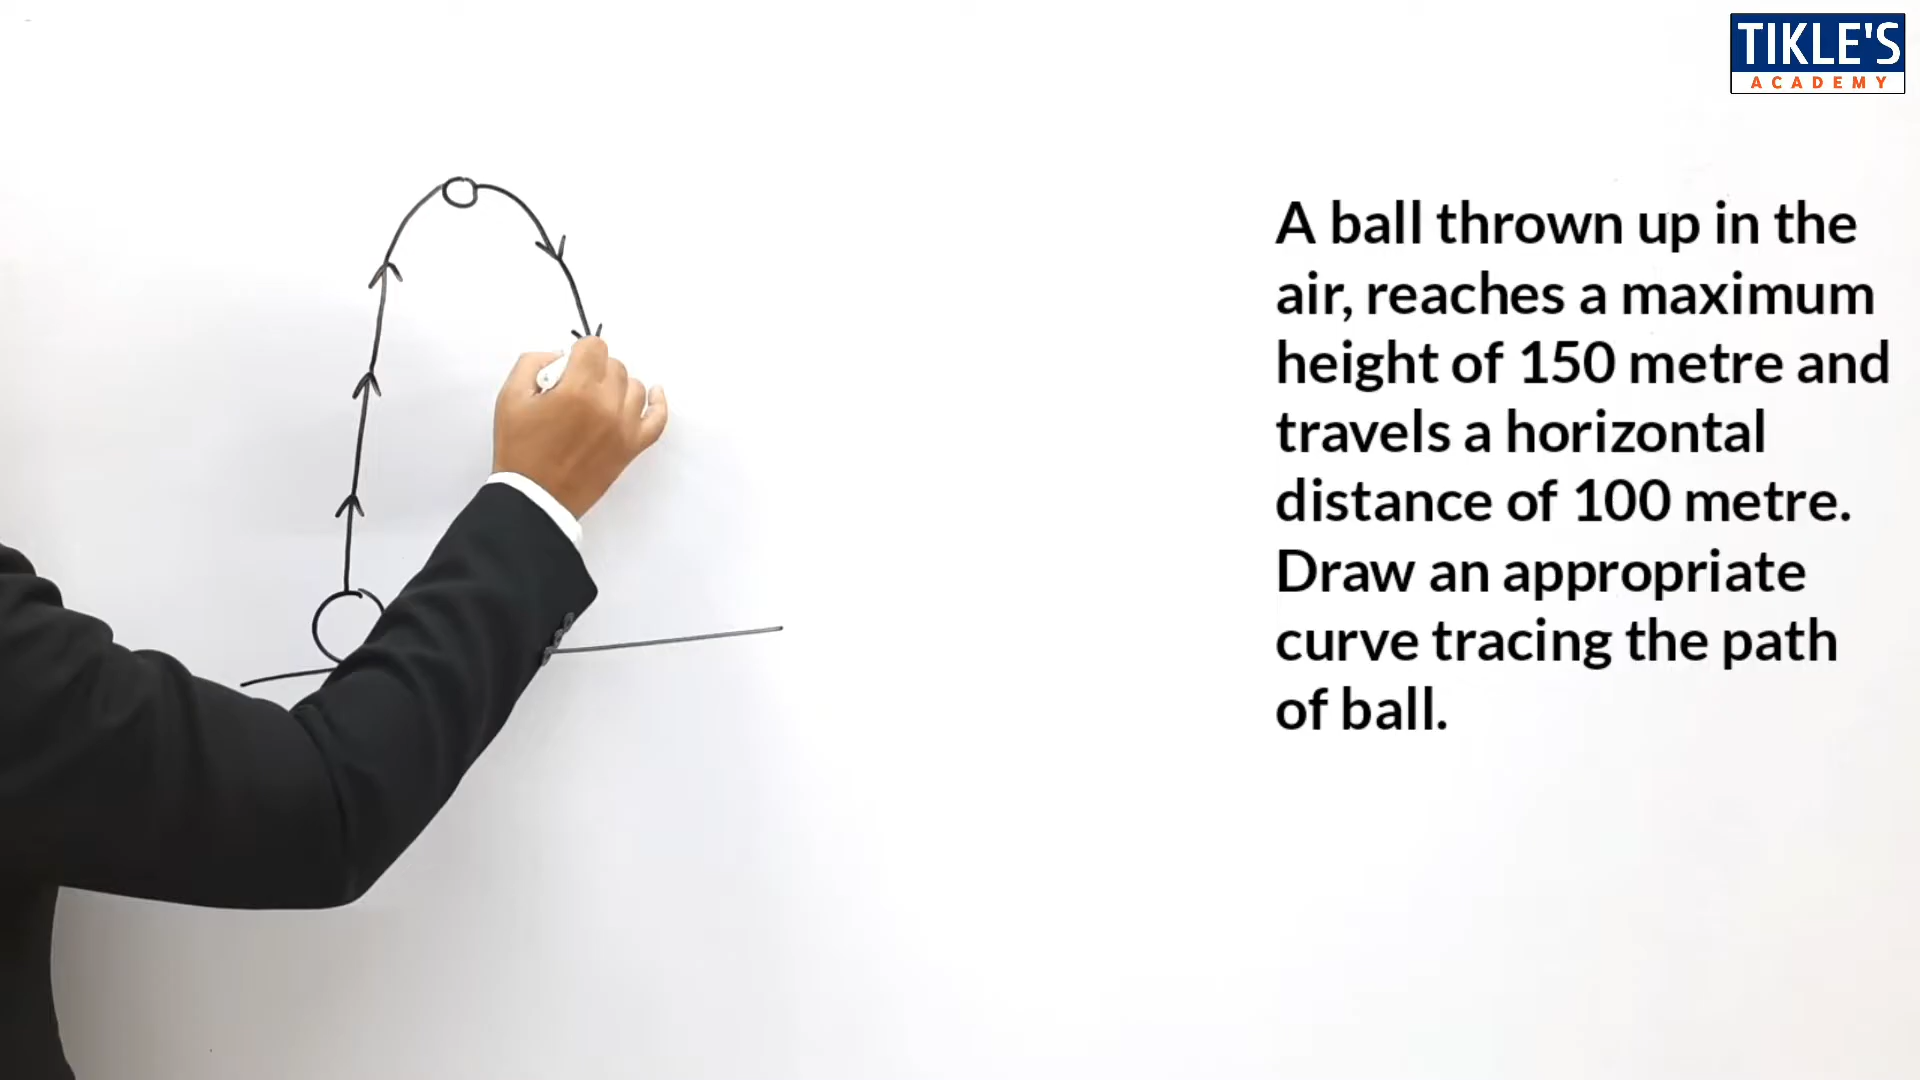 TIKLE'S
ACADEMY
A ball thrown up in the
air, reaches a maximum
height of 150 metre and
travels a horizontal
distance of 100 metre.
Draw an appropriate
curve tracing the path
of ball.